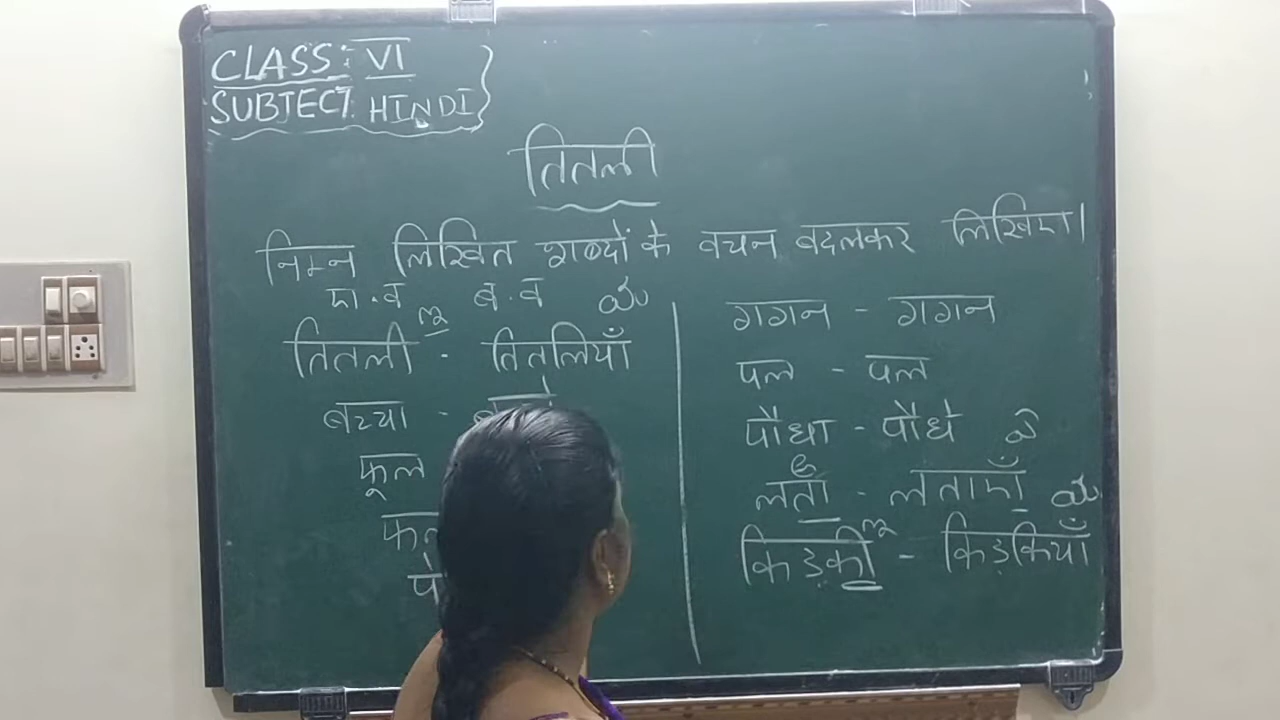 CLASS: VI
SUBJECT: HINDI
तितली
निम्न लिखित शब्दों के वचन बदलकर लिखिए।
ए.व ब.व
तितली - तितलियाँ
बच्चा -
फूल
गगन - गगन
पल - पल
पौधा - पौधे
लता - लताएँ
किड़की - किड़कियाँ